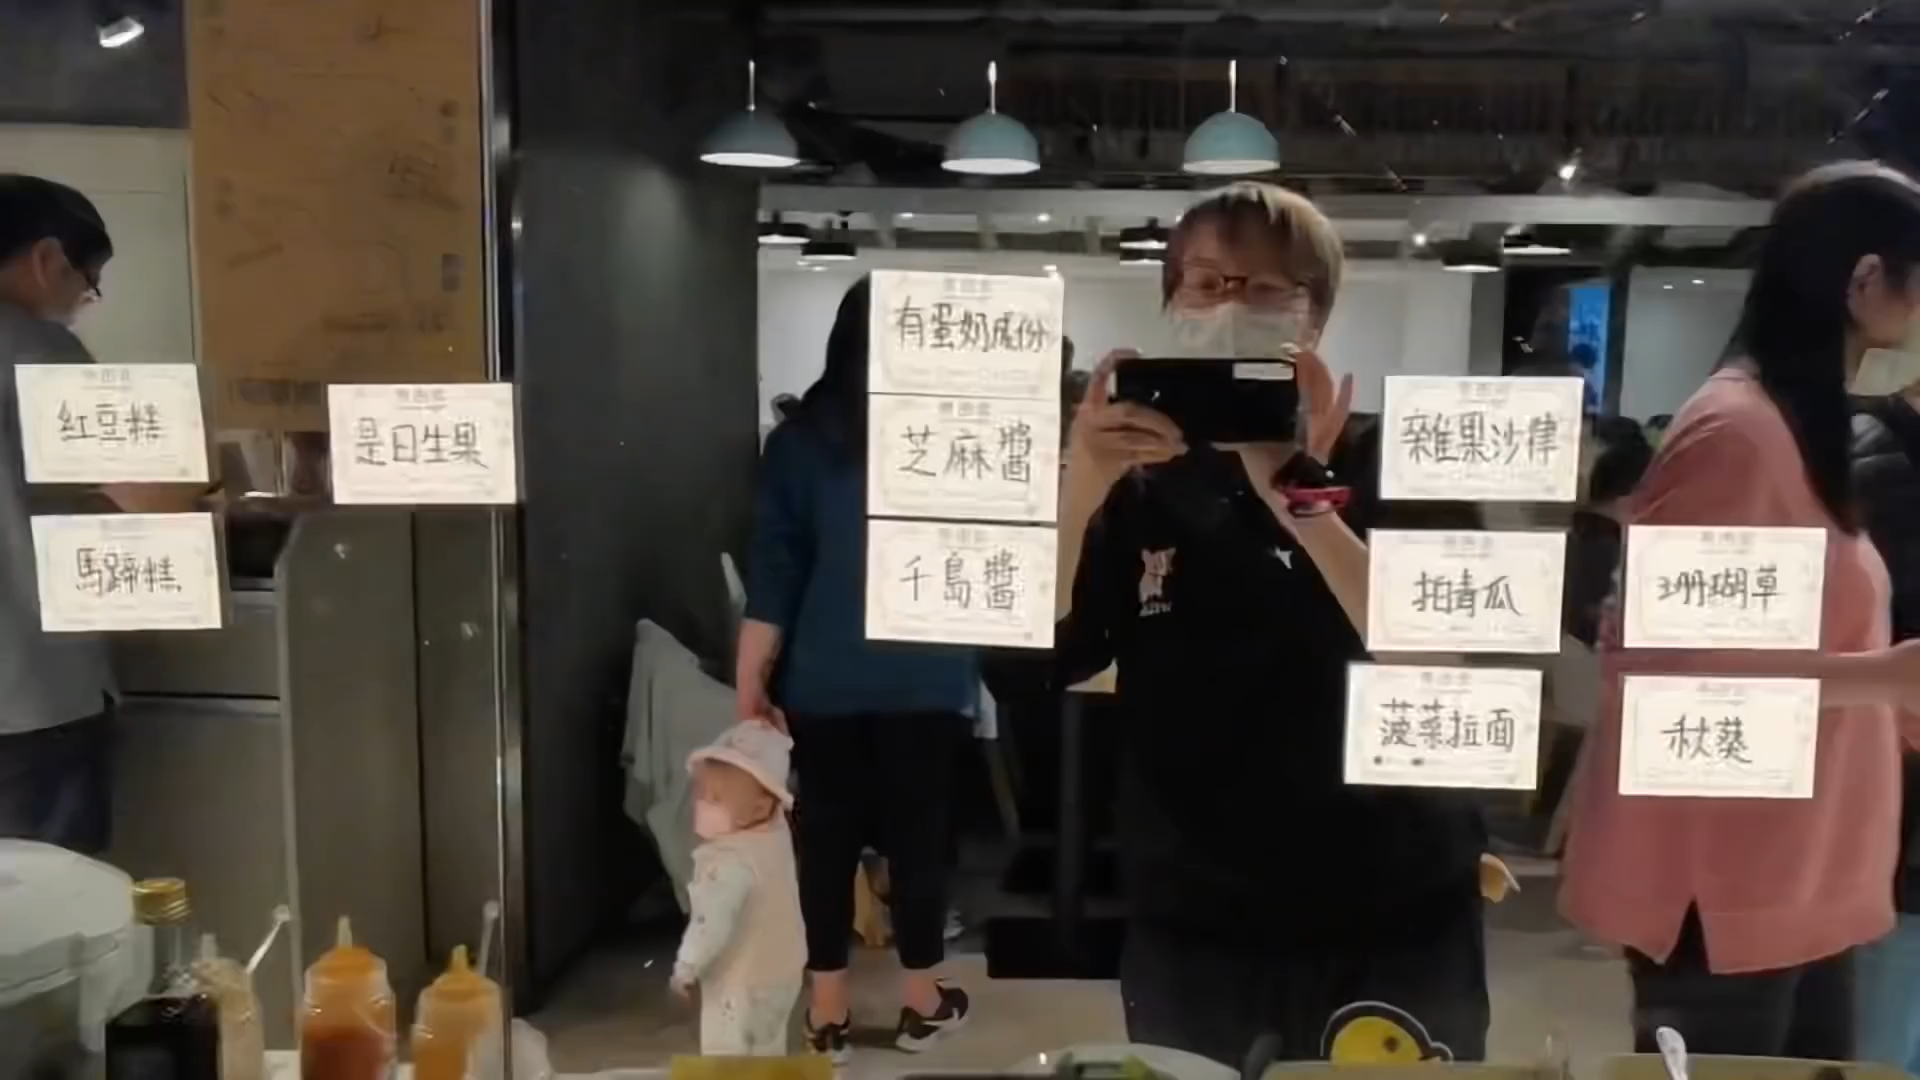 紅豆糕
是日生果
馬蹄糕
有蛋奶成份
芝麻醬
千島醬
雜果沙律
拍青瓜
珊瑚草
菠菜拉面
秋葵